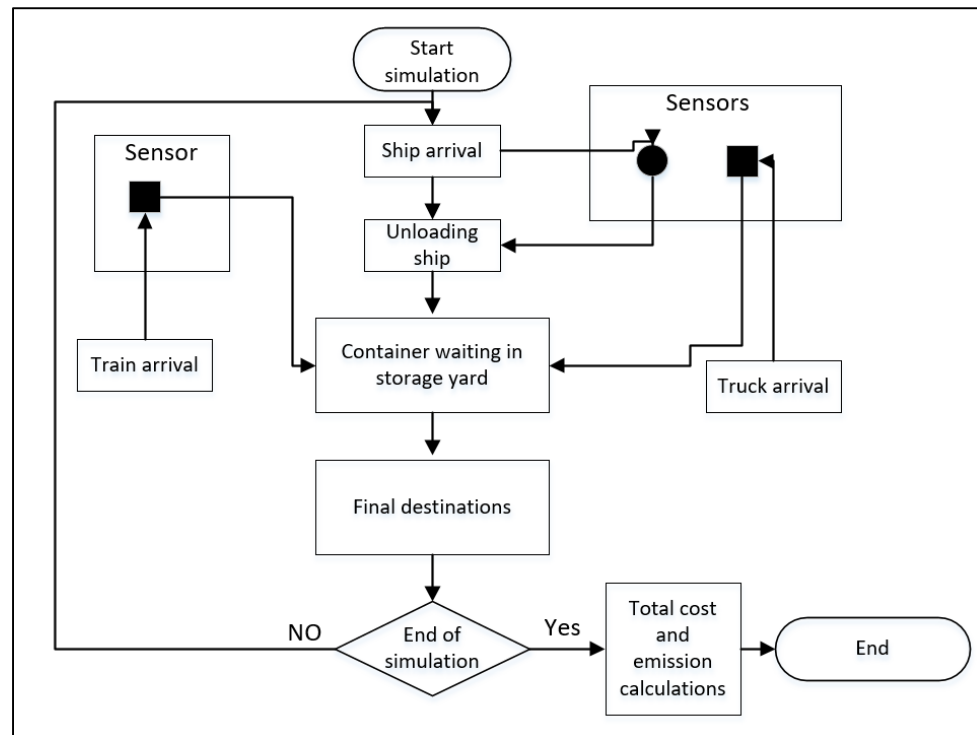 Start
simulation
Sensors
Sensor
Ship arrival
Unloading
ship
Train arrival
Container waiting in
storage yard
Truck arrival
Final destinations
NO
End of
simulation
Yes
Total cost
and
emission
calculations
End